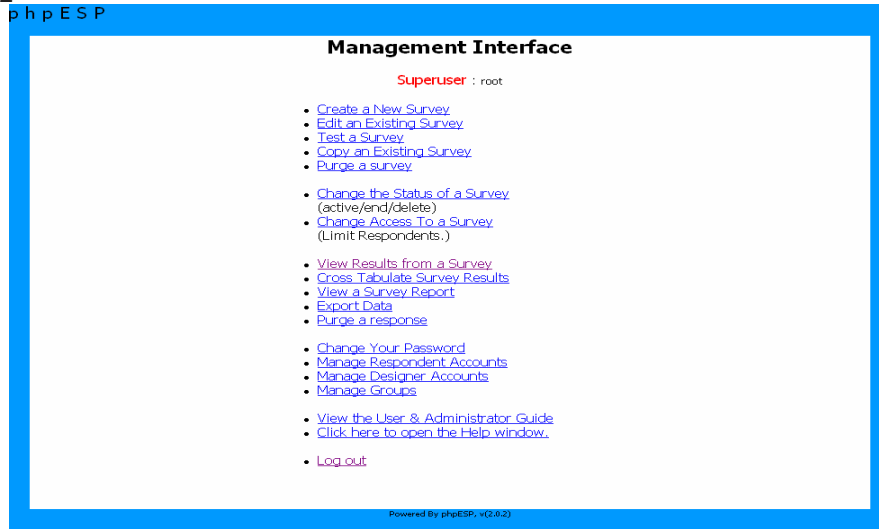 phpESP
Management Interface
Superuser : root
Create a New Survey
Edit an Existing Survey
Test a Survey
Copy an Existing Survey
Purge a survey
Change the Status of a Survey
(active/end/delete)
Change Access To a Survey
(Limit Respondents.)
View Results from a Survey
Cross Tabulate Survey Results
View a Survey Report
Export Data
Purge a response
Change Your Password
Manage Respondent Accounts
Manage Designer Accounts
Manage Groups
View the User & Administrator Guide
Click here to open the Help window.
Log out
Powered By phpESP, v(2.0.2)